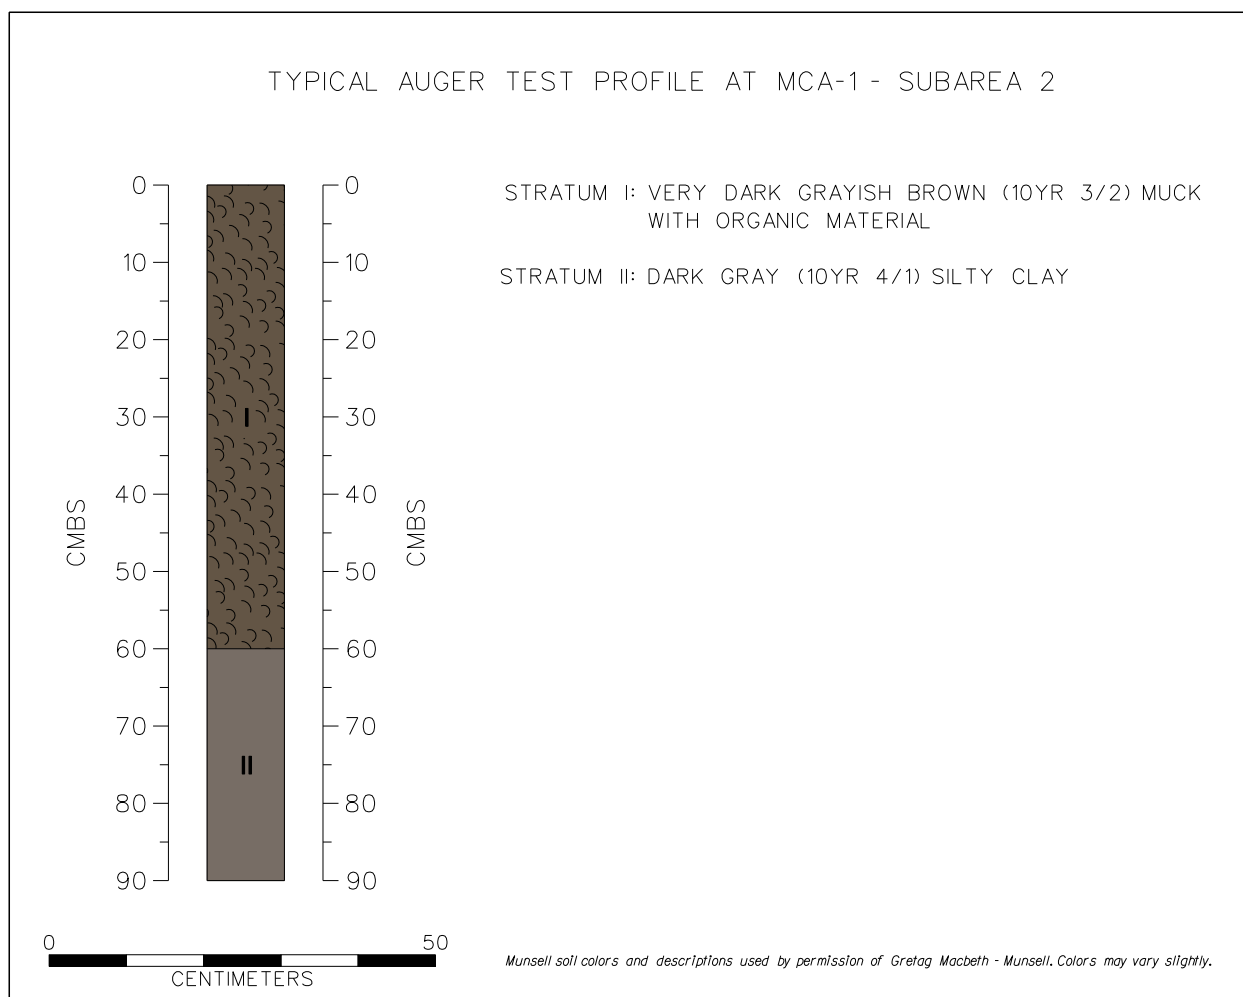 TYPICAL AUGER TEST PROFILE AT MCA-1 - SUBAREA 2
0
10
20
30
40
50
60
70
80
90
CMBS
I
II
0
10
20
30
40
50
60
70
80
90
CMBS
STRATUM I: VERY DARK GRAYISH BROWN (10YR 3/2) MUCK
WITH ORGANIC MATERIAL
STRATUM II: DARK GRAY (10YR 4/1) SILTY CLAY
0 50
CENTIMETERS
Munsell soil colors and descriptions used by permission of Gretag Macbeth - Munsell. Colors may vary slightly.